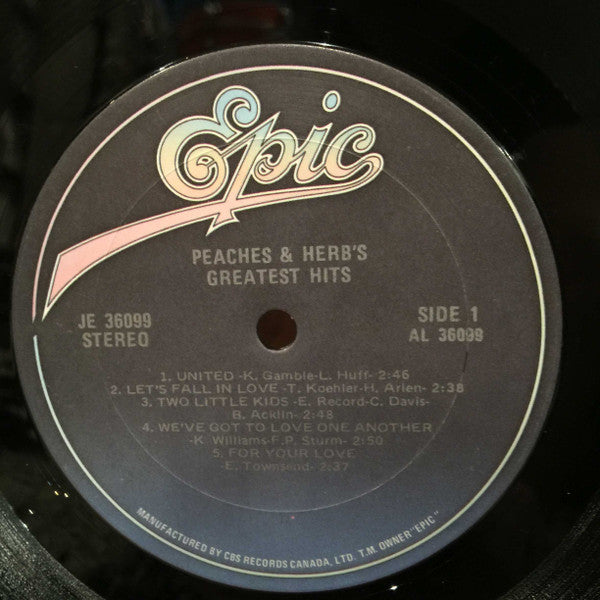 Epic
PEACHES & HERB'S
GREATEST HITS
JE 36099
STEREO
SIDE 1
AL 36099
1. UNITED -K. Gamble-L. Huff- 2:46
2. LET'S FALL IN LOVE -T. Koehler-H. Arlen- 2:38
3. TWO LITTLE KIDS -E. Record-C. Davis-
B. Acklin- 2:48
4. WE'VE GOT TO LOVE ONE ANOTHER
-K. Williams-F.P. Sturm- 2:50
5. FOR YOUR LOVE
-E. Townsend- 2:37
MANUFACTURED BY CBS RECORDS CANADA, LTD. T.M. OWNER "EPIC"